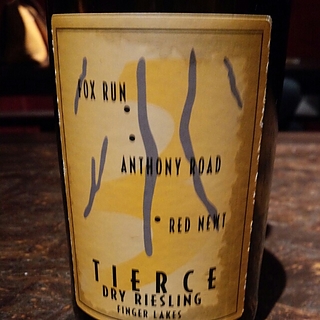 FOX RUN
ANTHONY ROAD
RED NEWT
TIERCE
DRY RIESLING
FINGER LAKES